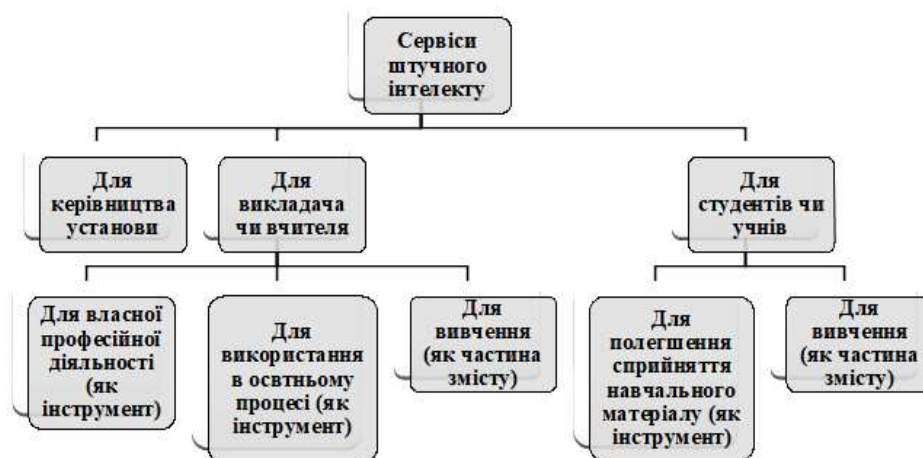 Сервіси
штучного
інтелекту
Для
керівництва
установи
Для
викладача
чи вчителя
Для
студентів чи
учнів
Для власної
професійної
діяльності
(як
інструмент)
Для
використання
в освтньому
процесі (як
інструмент)
Для
вивчення
(як частина
змісту)
Для
полегшення
сприйняття
навчального
матеріалу (як
інструмент)
Для
вивчення
(як частина
змісту)